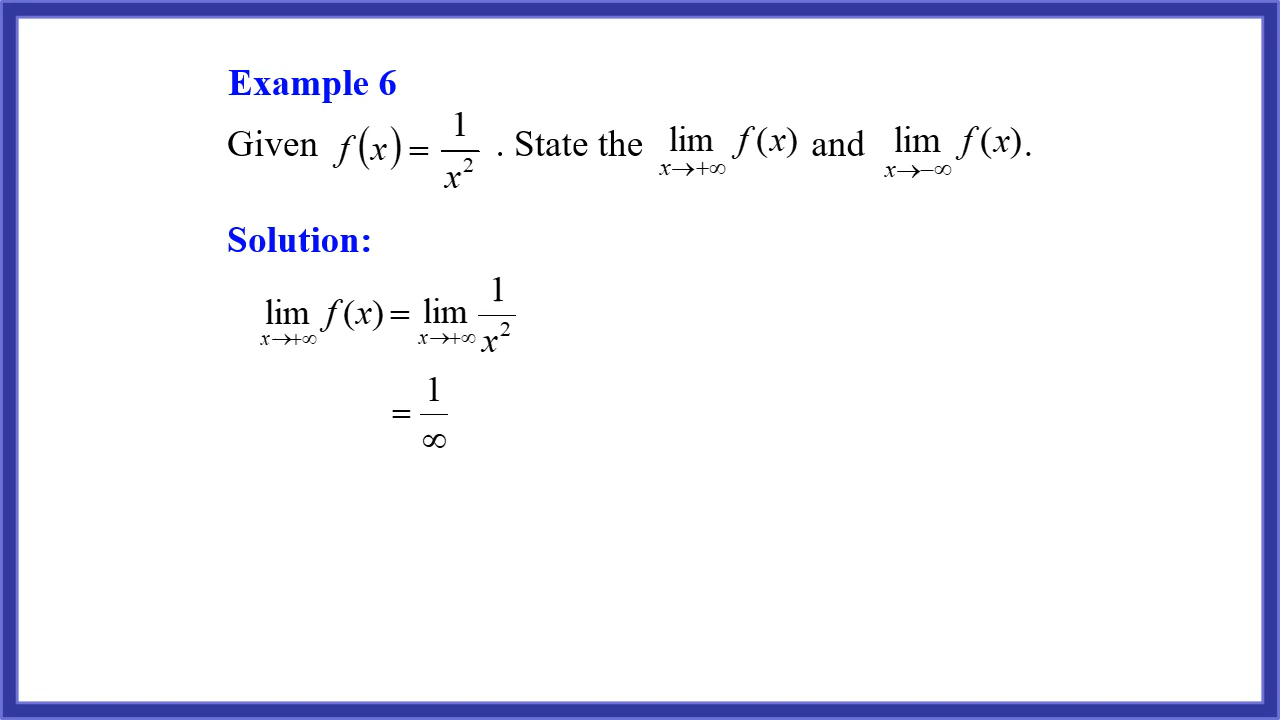 Example 6
Given f(x) = 1/x² . State the lim x→+∞ f(x) and lim x→−∞ f(x).
Solution:
lim x→+∞ f(x) = lim x→+∞ 1/x²
= 1/∞